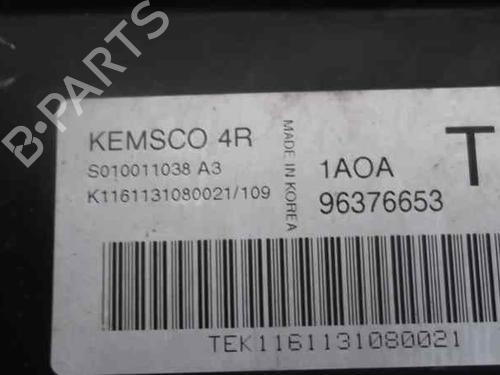 B-PARTS
KEMSCO 4R
S010011038 A3
K1161131080021/109
MADE IN KOREA
T
1AOA
96376653
TEK1161131080021